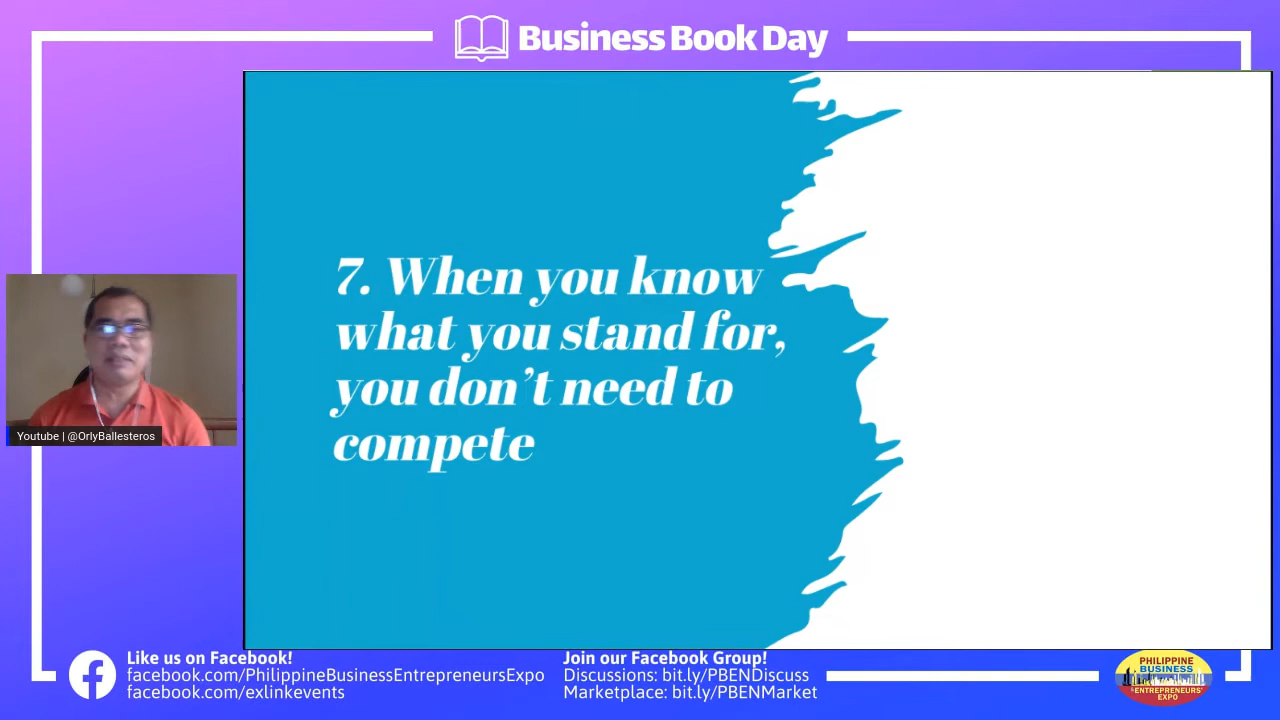 Business Book Day
7. When you know
what you stand for,
you don't need to
compete
Youtube | @OrlyBallesteros
Like us on Facebook!
facebook.com/PhilippineBusinessEntrepreneursExpo
facebook.com/exlinkevents
Join our Facebook Group!
Discussions: bit.ly/PBENDiscuss
Marketplace: bit.ly/PBENMarket
PHILIPPINE
BUSINESS
& ENTREPRENEURS'
EXPO